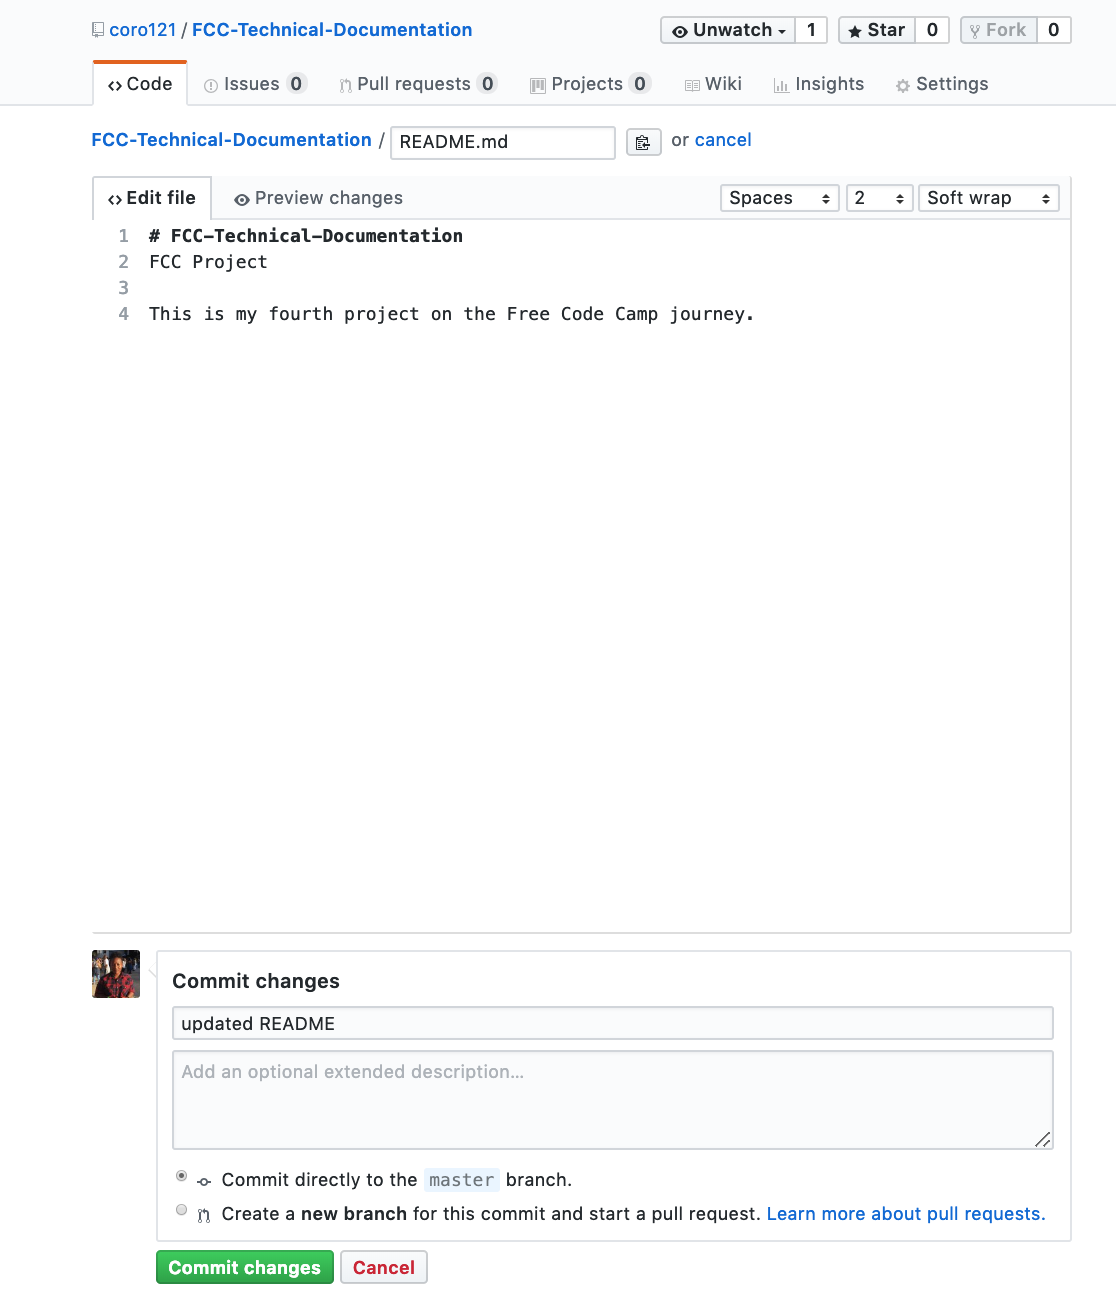 coro121 / FCC-Technical-Documentation
Unwatch 1 Star 0 Fork 0
Code Issues 0 Pull requests 0 Projects 0 Wiki Insights Settings
FCC-Technical-Documentation / README.md or cancel
Edit file Preview changes Spaces 2 Soft wrap
1 # FCC-Technical-Documentation
2 FCC Project
3
4 This is my fourth project on the Free Code Camp journey.
Commit changes
updated README
Add an optional extended description...
Commit directly to the master branch.
Create a new branch for this commit and start a pull request. Learn more about pull requests.
Commit changes Cancel